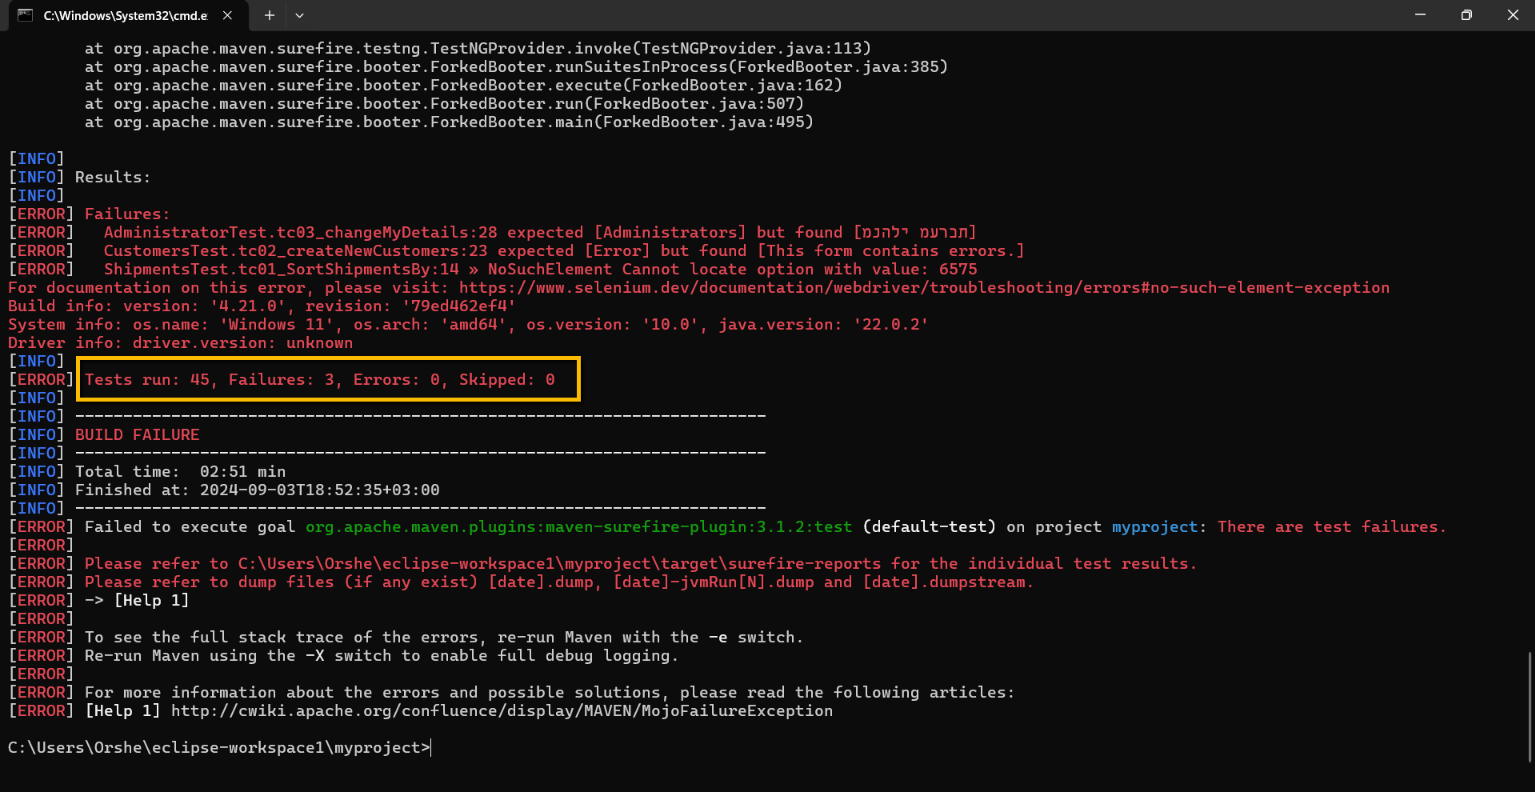 C:\Windows\System32\cmd.e
at org.apache.maven.surefire.testng.TestNGProvider.invoke(TestNGProvider.java:113)
at org.apache.maven.surefire.booter.ForkedBooter.runSuitesInProcess(ForkedBooter.java:385)
at org.apache.maven.surefire.booter.ForkedBooter.execute(ForkedBooter.java:162)
at org.apache.maven.surefire.booter.ForkedBooter.run(ForkedBooter.java:507)
at org.apache.maven.surefire.booter.ForkedBooter.main(ForkedBooter.java:495)
[INFO]
[INFO] Results:
[INFO]
[ERROR] Failures:
[ERROR] AdministratorTest.tc03_changeMyDetails:28 expected [Administrators] but found [מנהלי מערכת]
[ERROR] CustomersTest.tc02_createNewCustomers:23 expected [Error] but found [This form contains errors.]
[ERROR] ShipmentsTest.tc01_SortShipmentsBy:14 » NoSuchElement Cannot locate option with value: 6575
For documentation on this error, please visit: https://www.selenium.dev/documentation/webdriver/troubleshooting/errors#no-such-element-exception
Build info: version: '4.21.0', revision: '79ed462ef4'
System info: os.name: 'Windows 11', os.arch: 'amd64', os.version: '10.0', java.version: '22.0.2'
Driver info: driver.version: unknown
[INFO]
[ERROR] Tests run: 45, Failures: 3, Errors: 0, Skipped: 0
[INFO]
[INFO] ------------------------------------------------------------------------
[INFO] BUILD FAILURE
[INFO] ------------------------------------------------------------------------
[INFO] Total time:  02:51 min
[INFO] Finished at: 2024-09-03T18:52:35+03:00
[INFO] ------------------------------------------------------------------------
[ERROR] Failed to execute goal org.apache.maven.plugins:maven-surefire-plugin:3.1.2:test (default-test) on project myproject: There are test failures.
[ERROR]
[ERROR] Please refer to C:\Users\Orshe\eclipse-workspace1\myproject\target\surefire-reports for the individual test results.
[ERROR] Please refer to dump files (if any exist) [date].dump, [date]-jvmRun[N].dump and [date].dumpstream.
[ERROR] -> [Help 1]
[ERROR]
[ERROR] To see the full stack trace of the errors, re-run Maven with the -e switch.
[ERROR] Re-run Maven using the -X switch to enable full debug logging.
[ERROR]
[ERROR] For more information about the errors and possible solutions, please read the following articles:
[ERROR] [Help 1] http://cwiki.apache.org/confluence/display/MAVEN/MojoFailureException
C:\Users\Orshe\eclipse-workspace1\myproject>